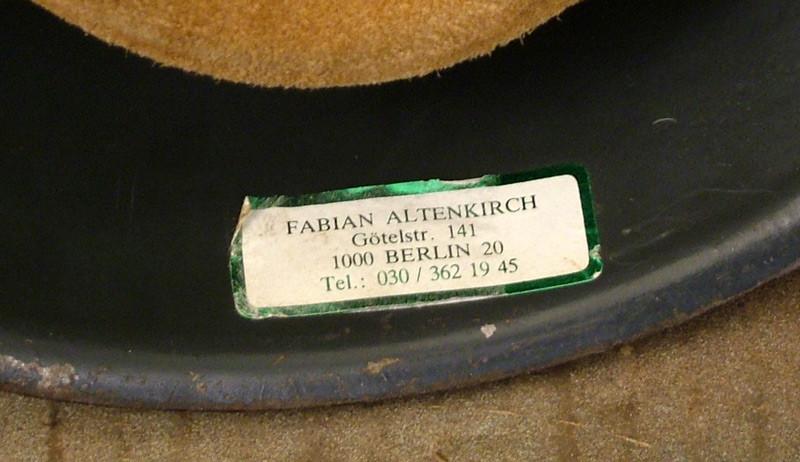 FABIAN ALTENKIRCH
Götelstr. 141
1000 BERLIN 20
Tel.: 030 / 362 19 45